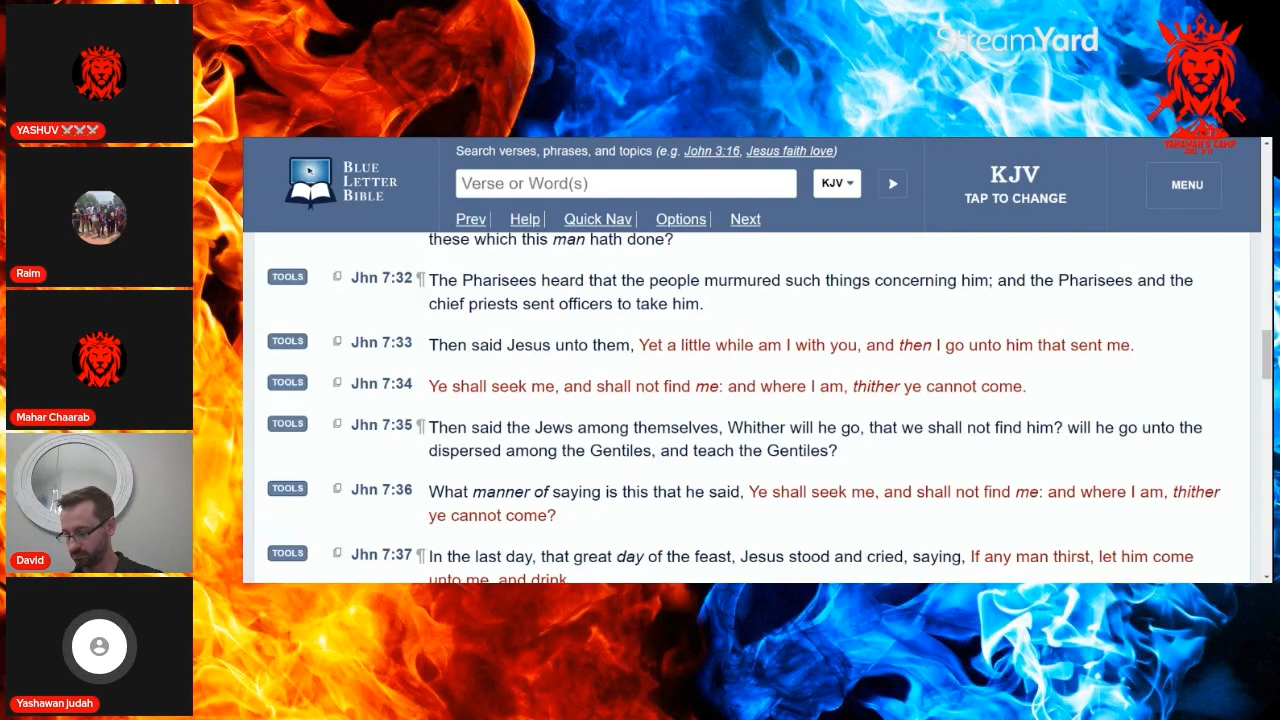 YASHUV ⚔⚔⚔
Raim
Mahar Chaarab
David
Yashawan judah
StreamYard
YAHAWAH'S CAMP
BLUE
LETTER
BIBLE
Search verses, phrases, and topics (e.g. John 3:16, Jesus faith love)
Verse or Word(s)
KJV
Prev Help Quick Nav Options Next
KJV
TAP TO CHANGE
MENU
these which this man hath done?
TOOLS Jhn 7:32 ¶ The Pharisees heard that the people murmured such things concerning him; and the Pharisees and the
chief priests sent officers to take him.
TOOLS Jhn 7:33 Then said Jesus unto them, Yet a little while am I with you, and then I go unto him that sent me.
TOOLS Jhn 7:34 Ye shall seek me, and shall not find me: and where I am, thither ye cannot come.
TOOLS Jhn 7:35 ¶ Then said the Jews among themselves, Whither will he go, that we shall not find him? will he go unto the
dispersed among the Gentiles, and teach the Gentiles?
TOOLS Jhn 7:36 What manner of saying is this that he said, Ye shall seek me, and shall not find me: and where I am, thither
ye cannot come?
TOOLS Jhn 7:37 ¶ In the last day, that great day of the feast, Jesus stood and cried, saying, If any man thirst, let him come
unto me, and drink